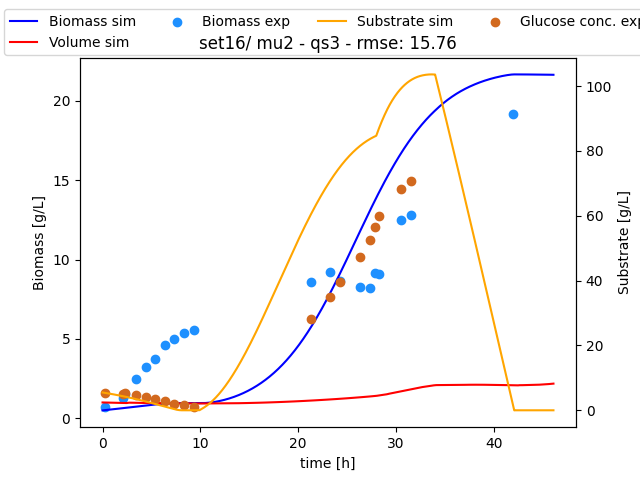 Biomass sim
Biomass exp
Substrate sim
Glucose conc. exp
Volume sim
set16/ mu2 - qs3 - rmse: 15.76
Biomass [g/L]
Substrate [g/L]
20
15
10
5
0
100
80
60
40
20
0
0
10
20
30
40
time [h]